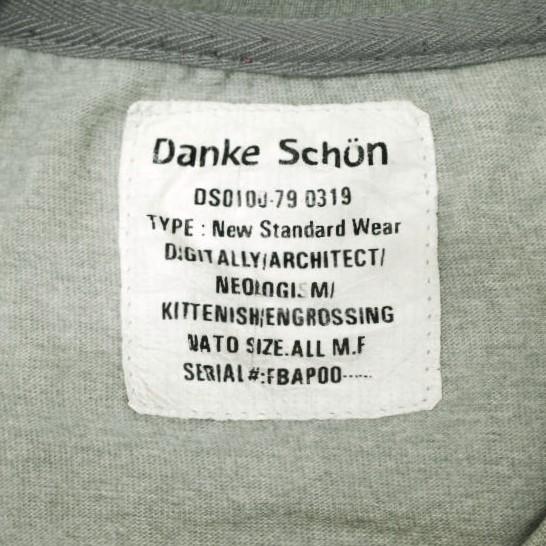 Danke Schön
DS0100-79 0319
TYPE : New Standard Wear
DIGITALLY/ARCHITECT/
NEOLOGISM/
KITTENISH/ENGROSSING
NATO SIZE.ALL M.F
SERIAL#:FBAP00-----